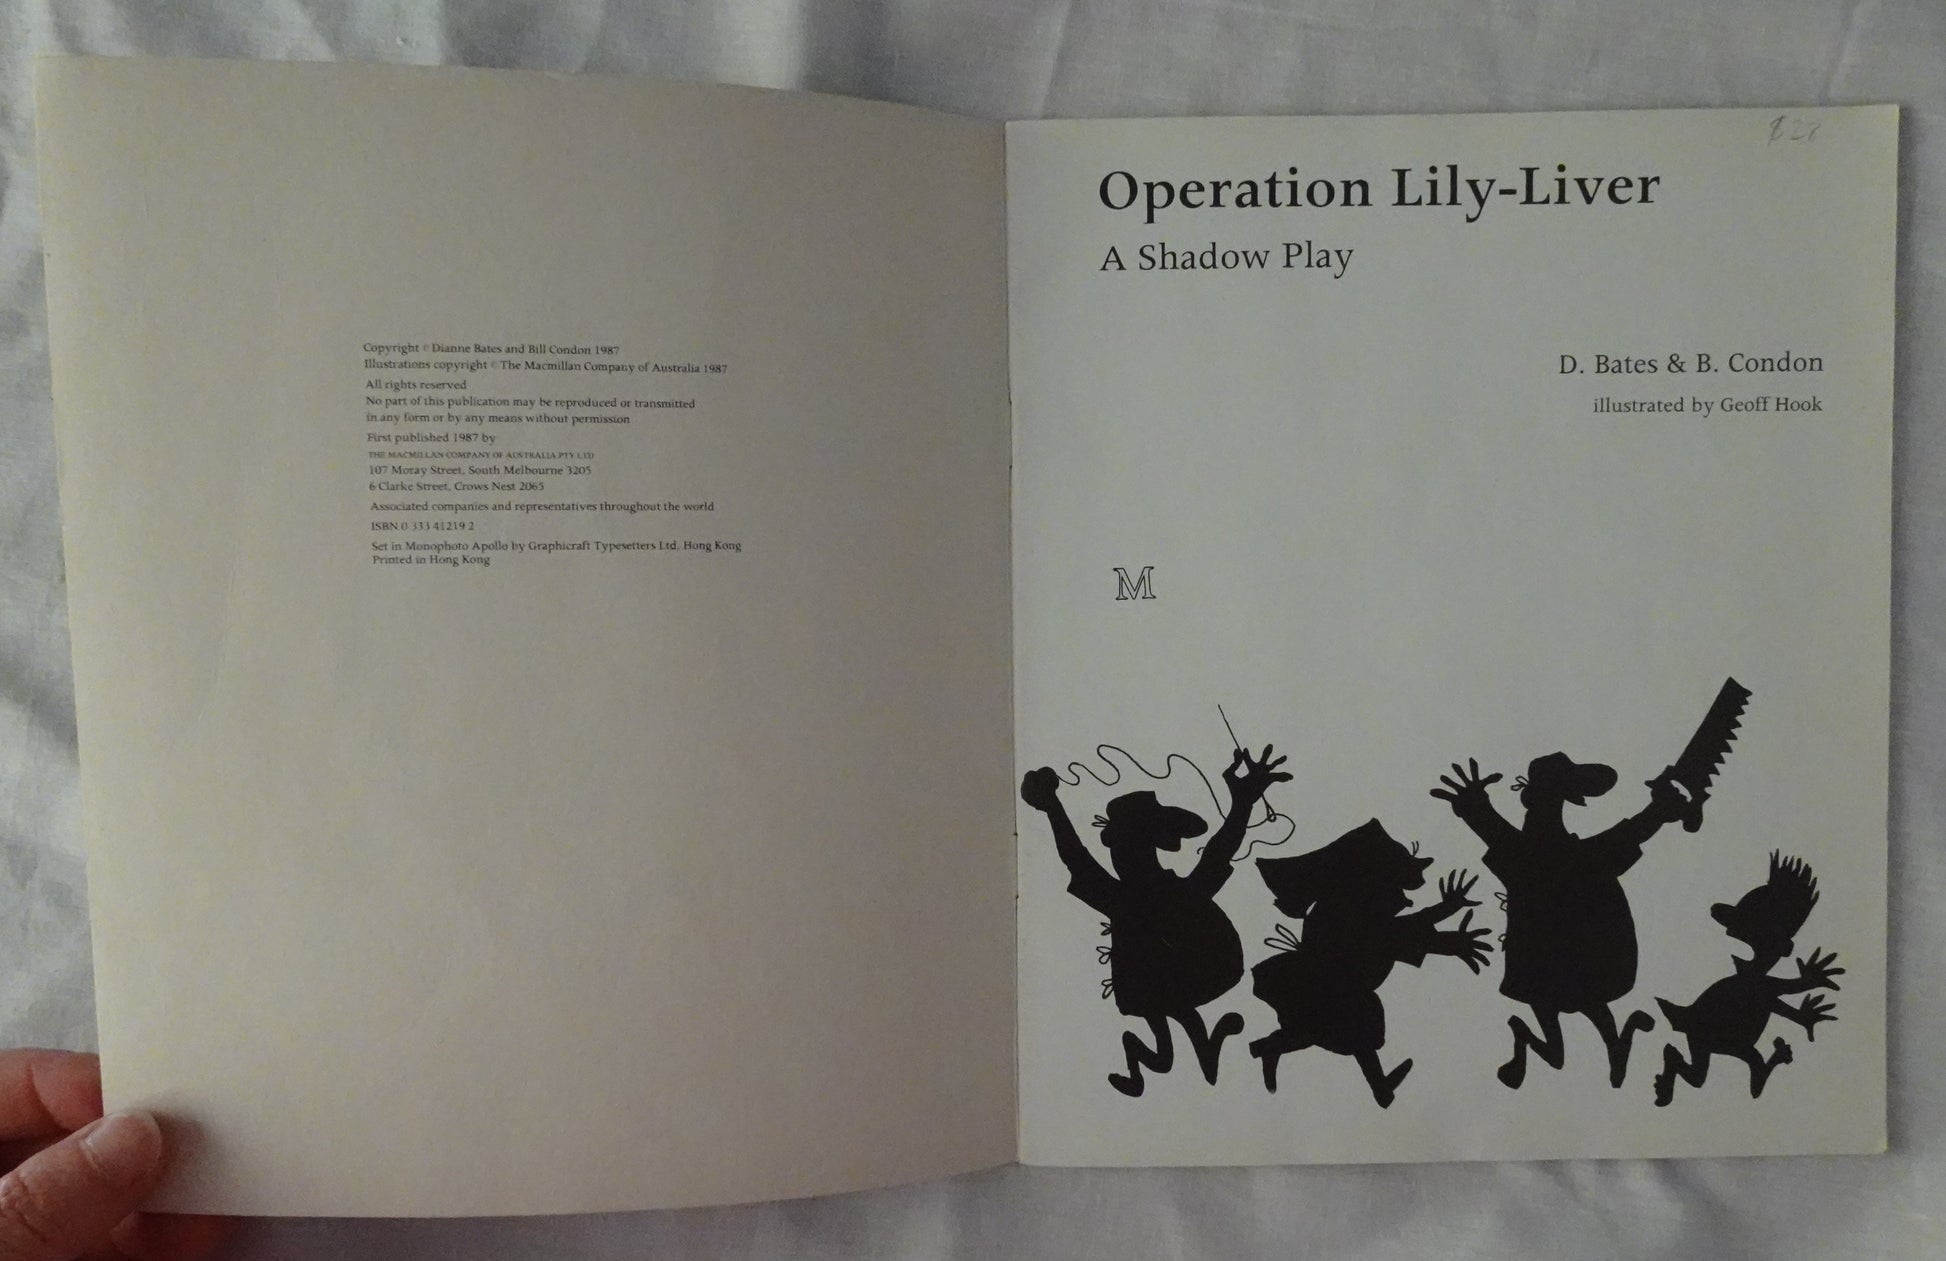 Copyright © Dianne Bates and Bill Condon 1987
Illustrations copyright © The Macmillan Company of Australia 1987
All rights reserved
No part of this publication may be reproduced or transmitted
in any form or by any means without permission
First published 1987 by
THE MACMILLAN COMPANY OF AUSTRALIA PTY LTD
107 Moray Street, South Melbourne 3205
6 Clarke Street, Crows Nest 2065
Associated companies and representatives throughout the world
ISBN 0 333 41219 2
Set in Monophoto Apollo by Graphicraft Typesetters Ltd, Hong Kong
Printed in Hong Kong
Operation Lily-Liver
A Shadow Play
D. Bates & B. Condon
illustrated by Geoff Hook
M